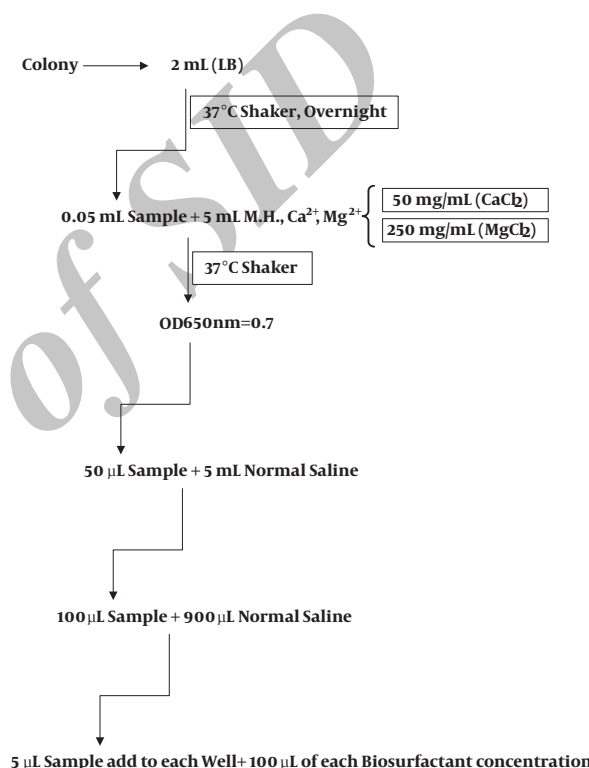 Colony 2 mL (LB)
37°C Shaker, Overnight
0.05 mL Sample + 5 mL M.H., Ca²⁺, Mg²⁺
50 mg/mL (CaCl₂)
250 mg/mL (MgCl₂)
37°C Shaker
OD650nm=0.7
50 µL Sample + 5 mL Normal Saline
100 µL Sample + 900 µL Normal Saline
5 µL Sample add to each Well+ 100 µL of each Biosurfactant concentration
of SID